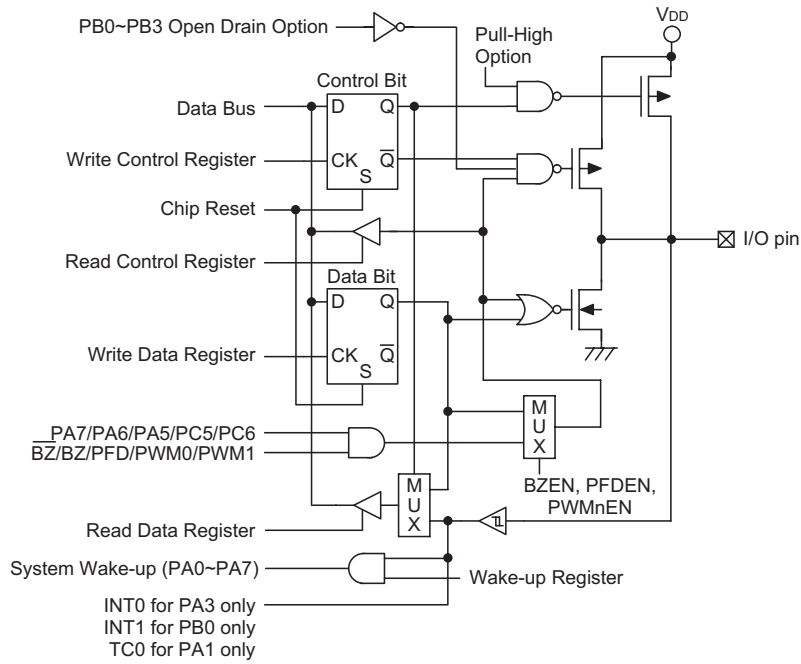 VDD
PB0~PB3 Open Drain Option
Pull-High
Option
Control Bit
Data Bus
D Q
Write Control Register
CK Q
S
Chip Reset
I/O pin
Read Control Register
Data Bit
D Q
Write Data Register
CK Q
S
M
U
X
PA7/PA6/PA5/PC5/PC6
BZ/BZ/PFD/PWM0/PWM1
BZEN, PFDEN,
PWMnEN
M
U
X
Read Data Register
System Wake-up (PA0~PA7)
Wake-up Register
INT0 for PA3 only
INT1 for PB0 only
TC0 for PA1 only